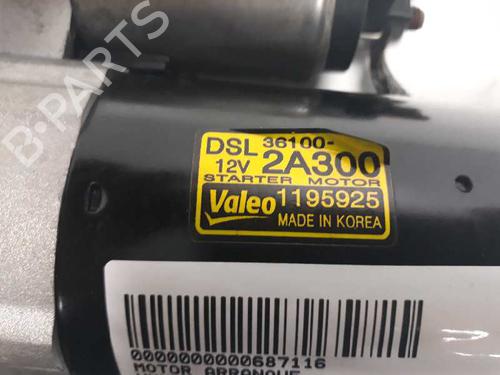 DSL 36100-
12V 2A300
STARTER MOTOR
Valeo 1195925
MADE IN KOREA
0000000000687116
MOTOR ARRANQUE
B-PARTS